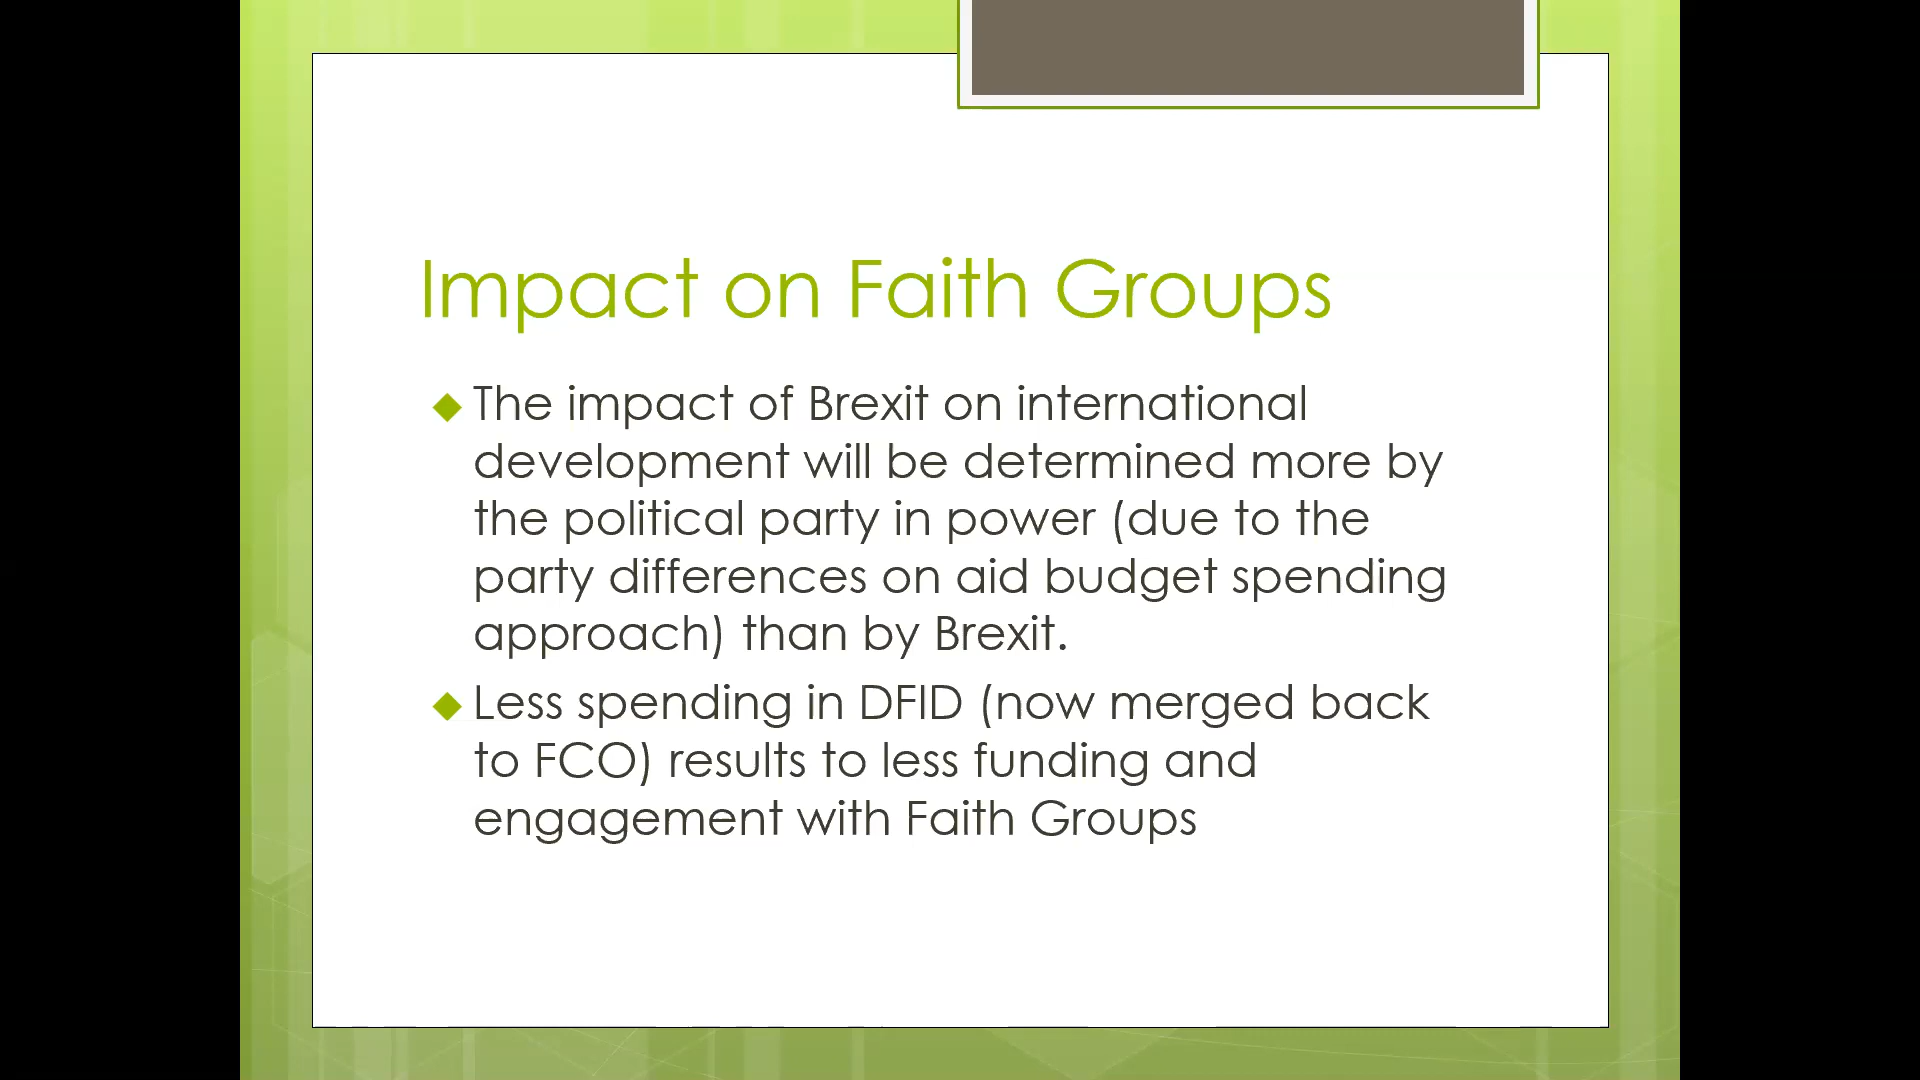 Impact on Faith Groups
The impact of Brexit on international
development will be determined more by
the political party in power (due to the
party differences on aid budget spending
approach) than by Brexit.
Less spending in DFID (now merged back
to FCO) results to less funding and
engagement with Faith Groups